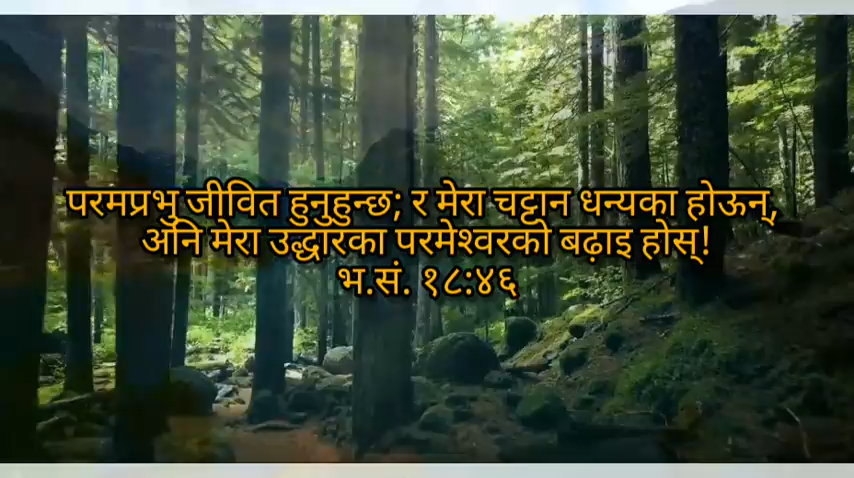 परमप्रभु जीवित हुनुहुन्छ; र मेरा चट्टान धन्यका होऊन्,
अनि मेरा उद्धारका परमेश्वरको बढ़ाइ होस्!
भ.सं. १८:४६